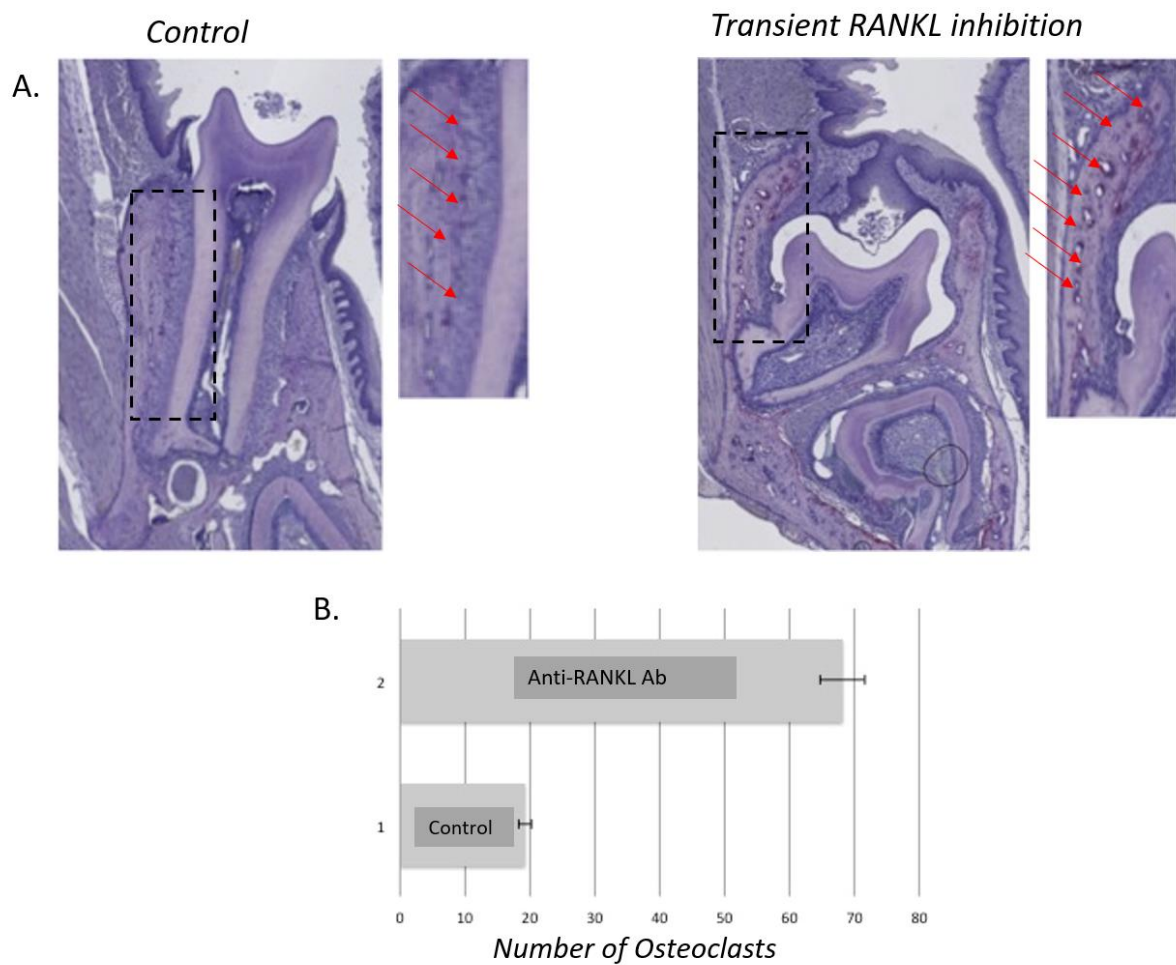 Control
Transient RANKL inhibition
A.
B.
2
Anti-RANKL Ab
1
Control
0 10 20 30 40 50 60 70 80
Number of Osteoclasts